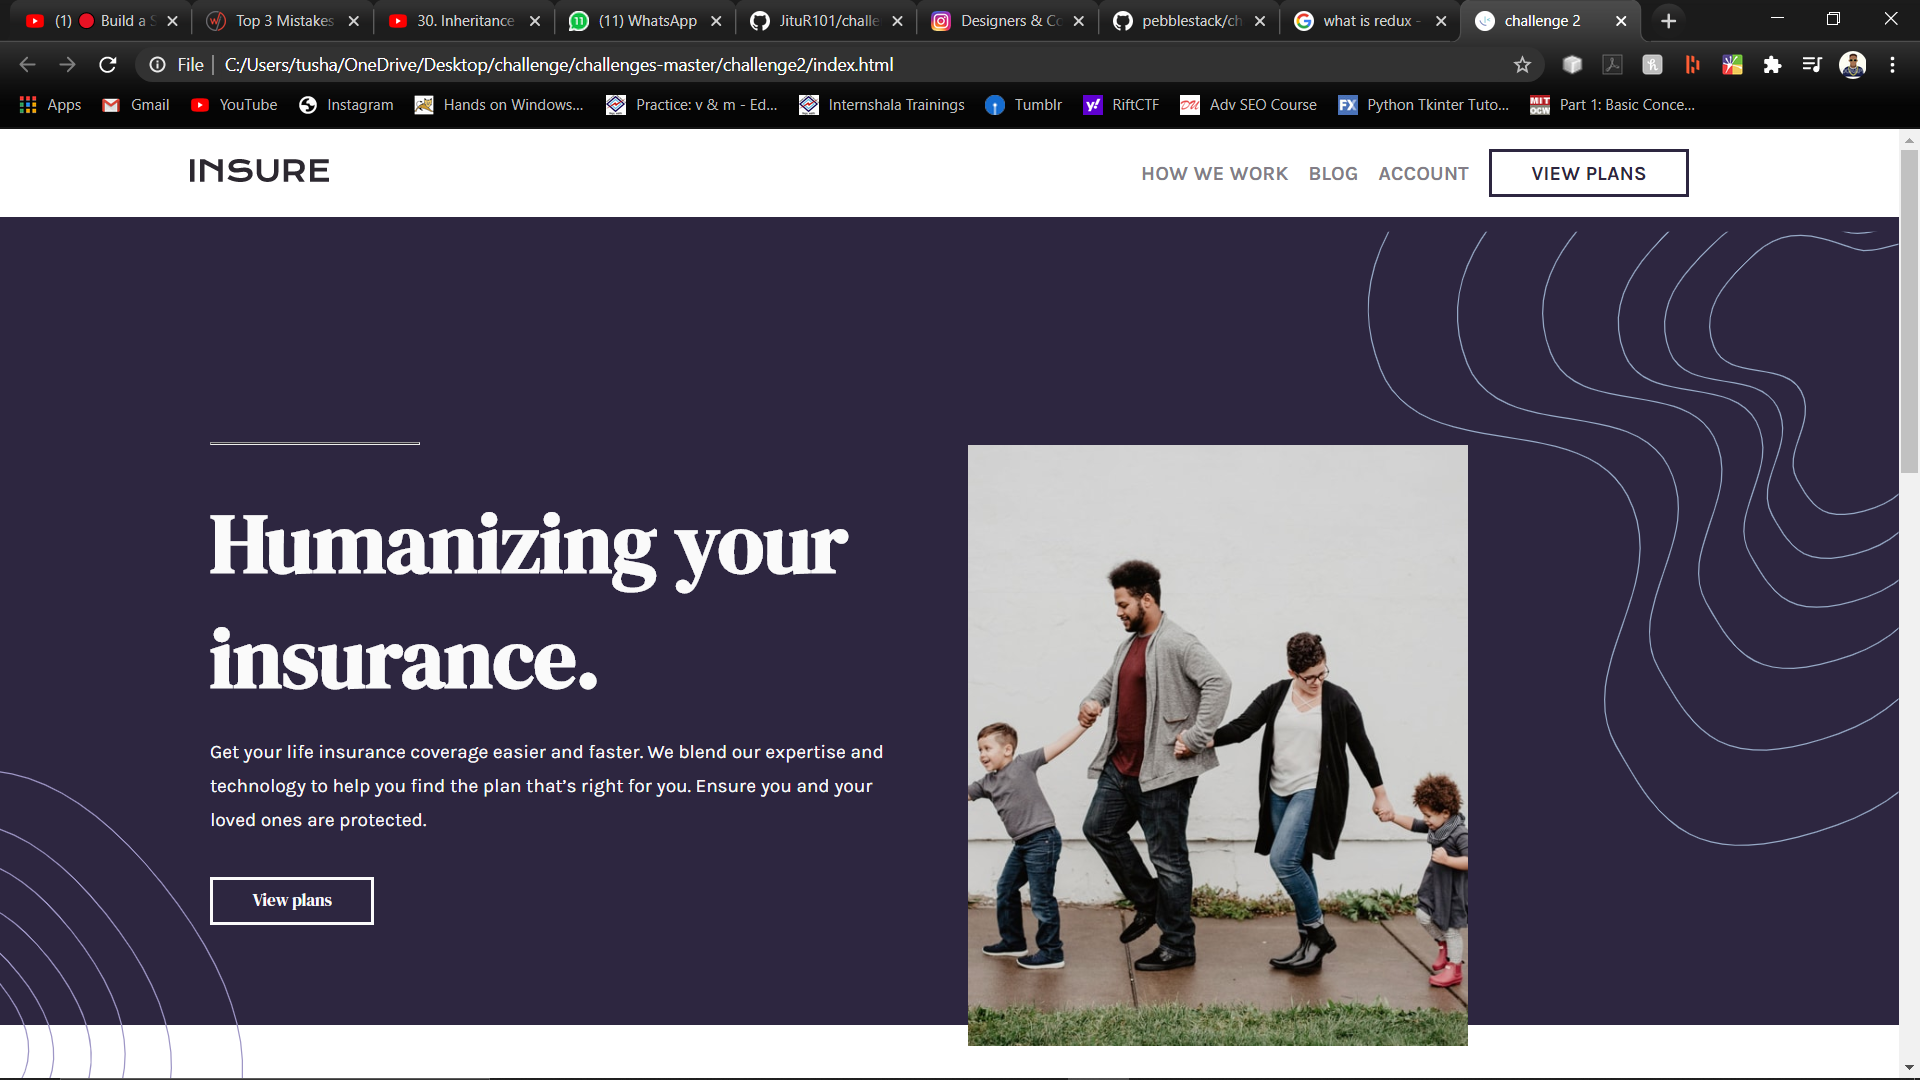 (1) 🔴 Build a S
Top 3 Mistakes
30. Inheritance
(11) WhatsApp
JituR101/challe
Designers & Co
pebblestack/ch
what is redux -
challenge 2
File
C:/Users/tusha/OneDrive/Desktop/challenge/challenges-master/challenge2/index.html
Apps
Gmail
YouTube
Instagram
Hands on Windows...
Practice: v & m - Ed...
Internshala Trainings
Tumblr
RiftCTF
Adv SEO Course
Python Tkinter Tuto...
Part 1: Basic Conce...
INSURE
HOW WE WORK
BLOG
ACCOUNT
VIEW PLANS
Humanizing your
insurance.
Get your life insurance coverage easier and faster. We blend our expertise and
technology to help you find the plan that’s right for you. Ensure you and your
loved ones are protected.
View plans